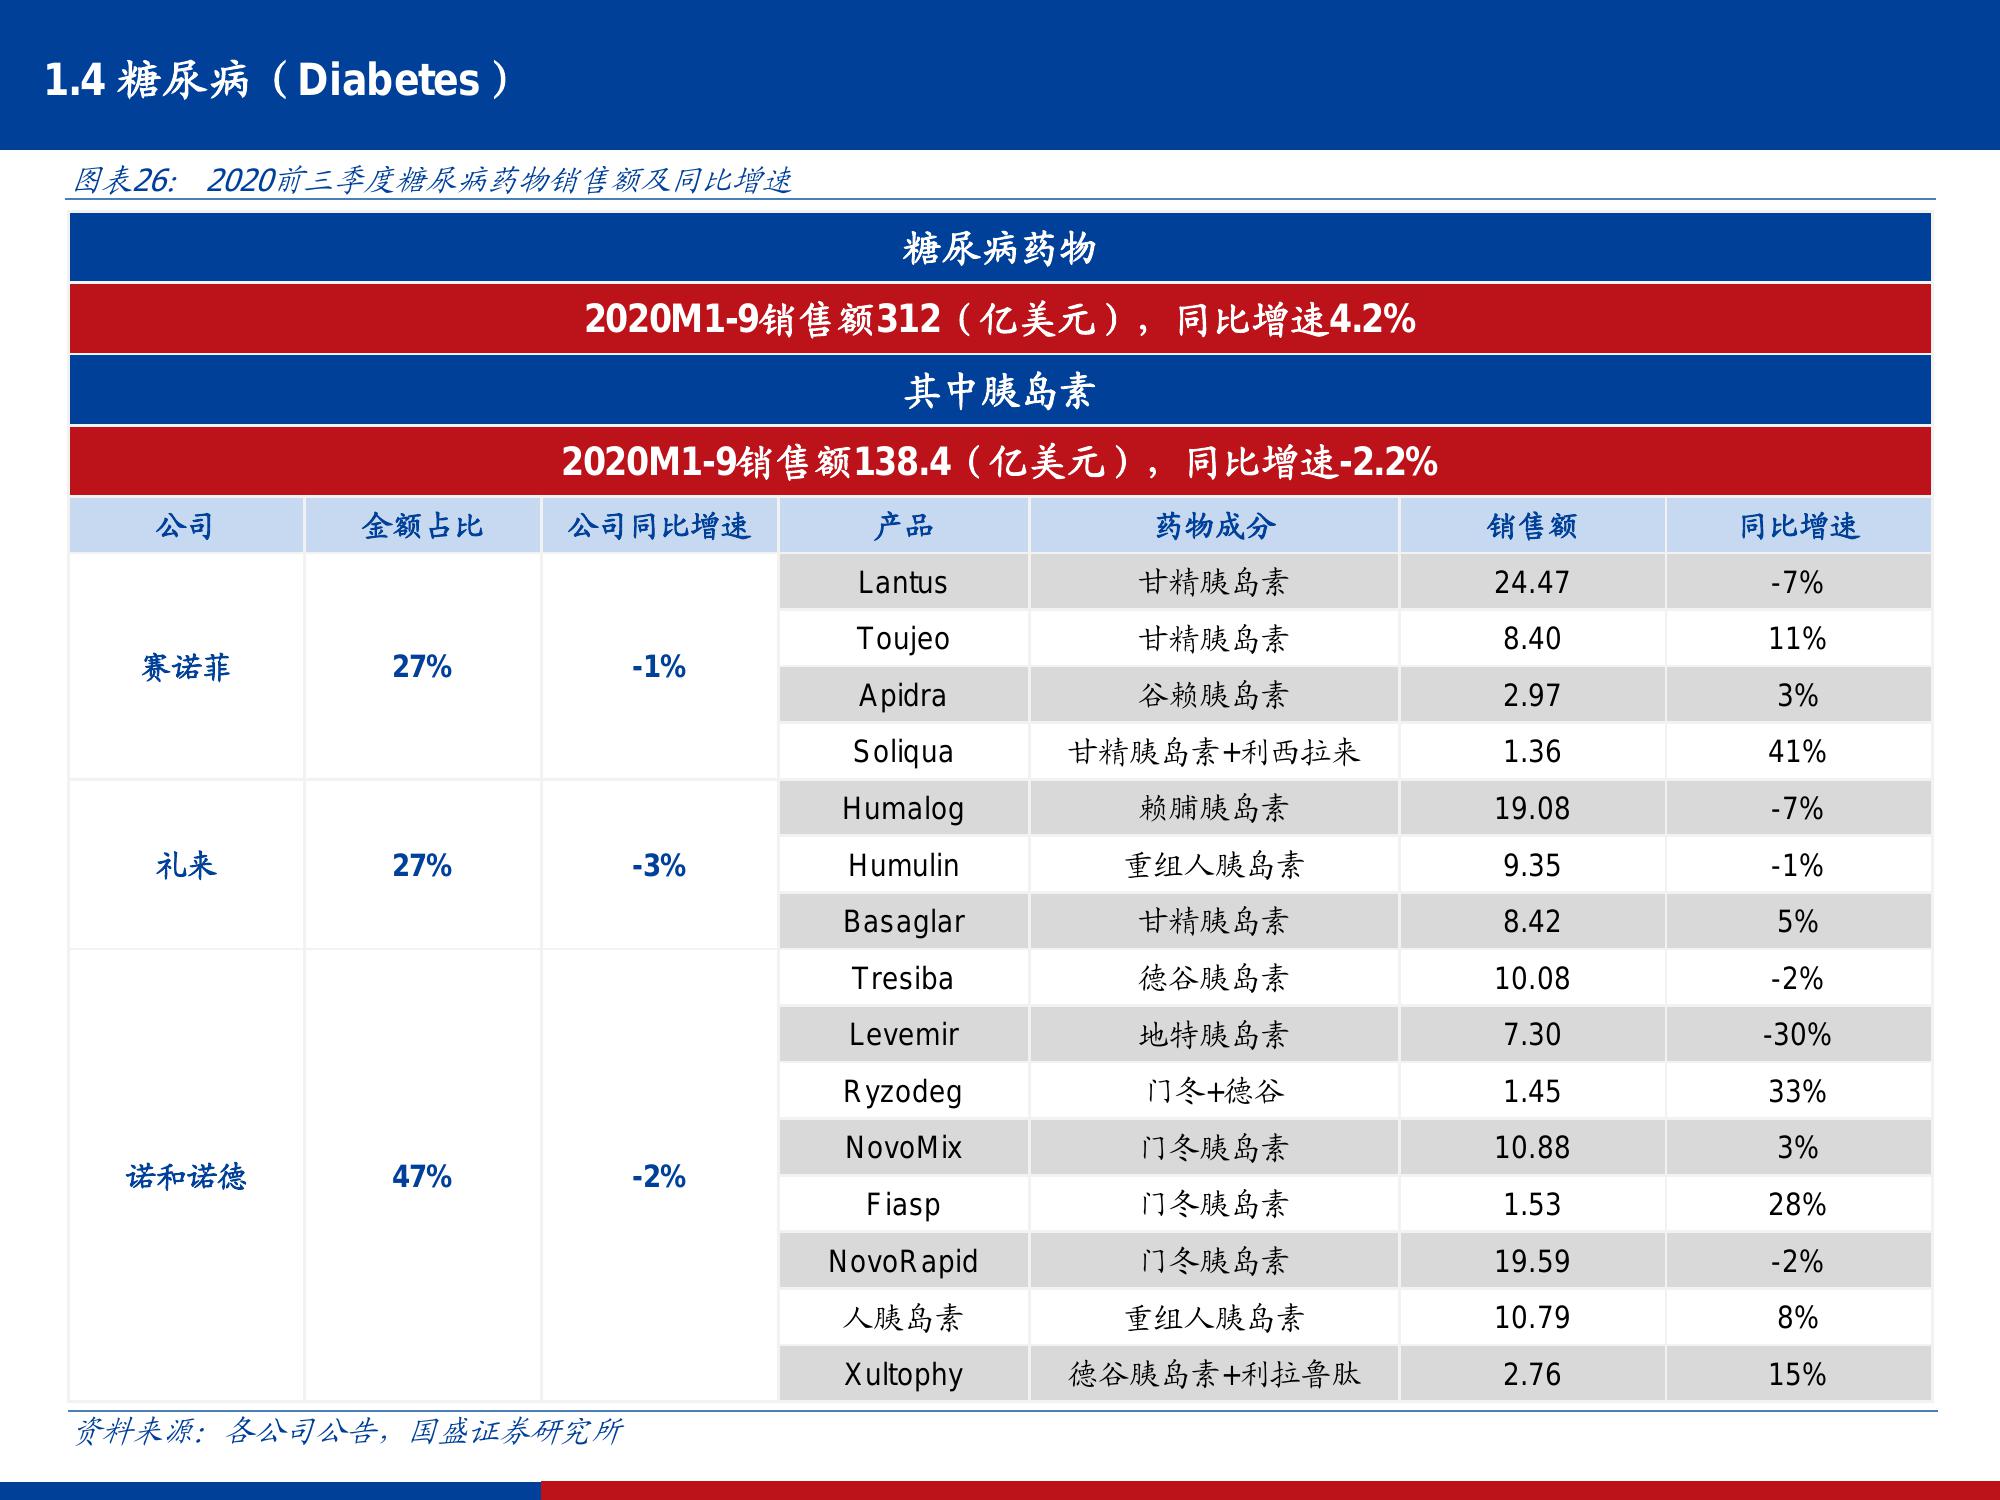 1.4 糖尿病（Diabetes）
图表26： 2020前三季度糖尿病药物销售额及同比增速
糖尿病药物
2020M1-9销售额312（亿美元），同比增速4.2%
其中胰岛素
2020M1-9销售额138.4（亿美元），同比增速-2.2%
公司 金额占比 公司同比增速 产品 药物成分 销售额 同比增速
赛诺菲 27% -1% Lantus 甘精胰岛素 24.47 -7%
Toujeo 甘精胰岛素 8.40 11%
Apidra 谷赖胰岛素 2.97 3%
Soliqua 甘精胰岛素+利西拉来 1.36 41%
礼来 27% -3% Humalog 赖脯胰岛素 19.08 -7%
Humulin 重组人胰岛素 9.35 -1%
Basaglar 甘精胰岛素 8.42 5%
诺和诺德 47% -2% Tresiba 德谷胰岛素 10.08 -2%
Levemir 地特胰岛素 7.30 -30%
Ryzodeg 门冬+德谷 1.45 33%
NovoMix 门冬胰岛素 10.88 3%
Fiasp 门冬胰岛素 1.53 28%
NovoRapid 门冬胰岛素 19.59 -2%
人胰岛素 重组人胰岛素 10.79 8%
Xultophy 德谷胰岛素+利拉鲁肽 2.76 15%
资料来源：各公司公告，国盛证券研究所